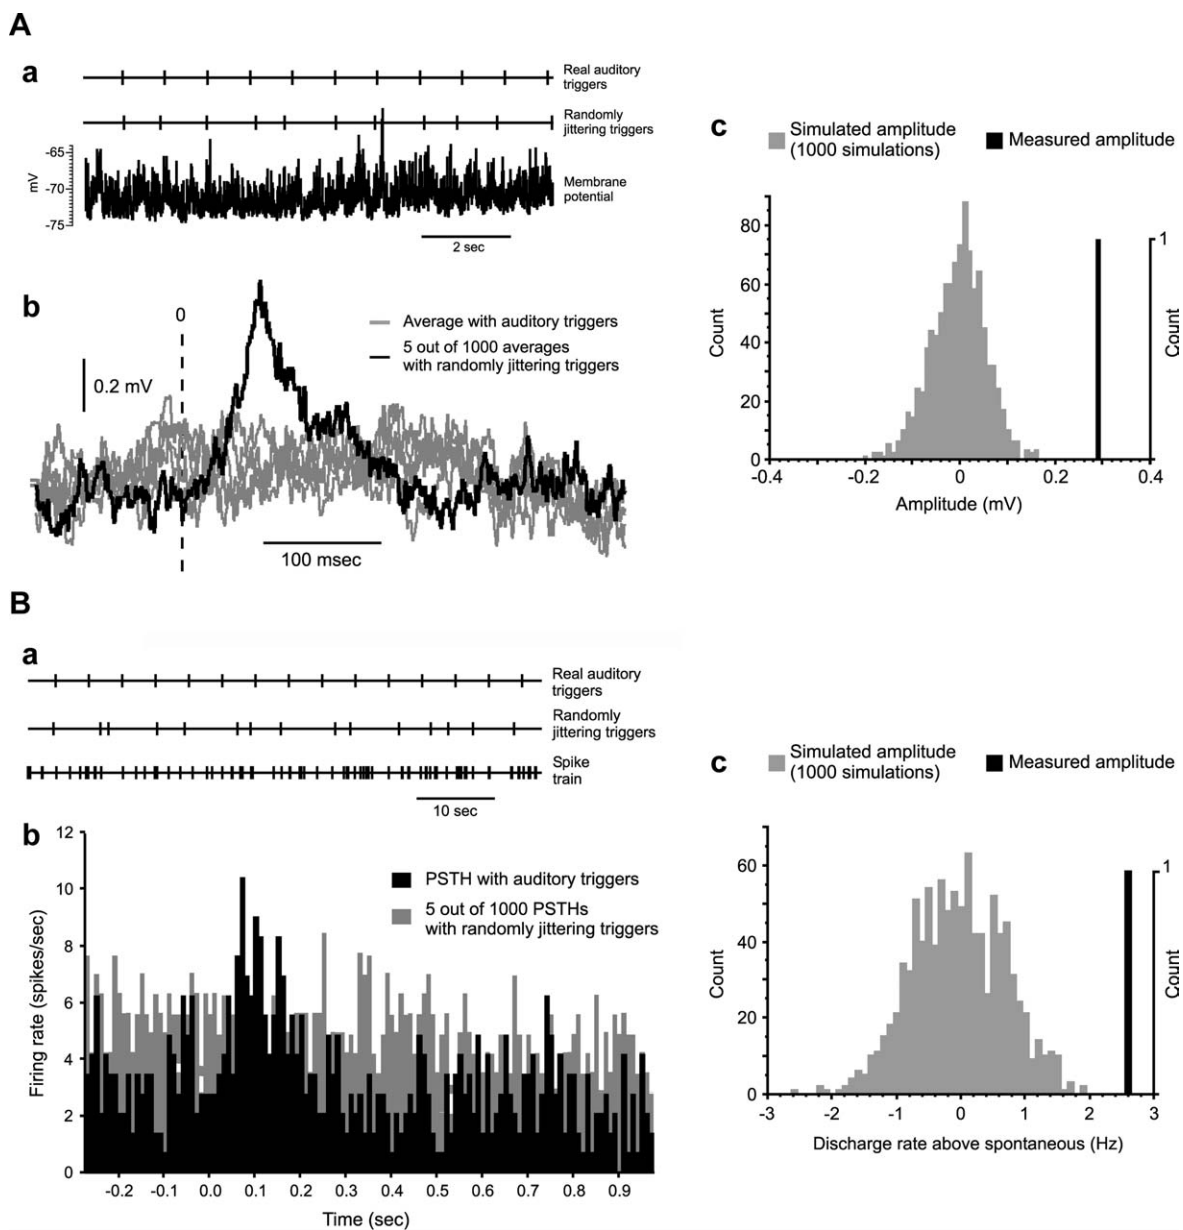 A
a
Real auditory
triggers
Randomly
jittering triggers
-65
-70
-75
mV
Membrane
potential
2 sec
b
0
0.2 mV
Average with auditory triggers
5 out of 1000 averages
with randomly jittering triggers
100 msec
c
Simulated amplitude
(1000 simulations)
Measured amplitude
80
60
40
20
0
Count
1
Count
-0.4 -0.2 0 0.2 0.4
Amplitude (mV)
B
a
Real auditory
triggers
Randomly
jittering triggers
Spike
train
10 sec
b
12
10
8
6
4
2
0
Firing rate (spikes/sec)
PSTH with auditory triggers
5 out of 1000 PSTHs
with randomly jittering triggers
-0.2 -0.1 0.0 0.1 0.2 0.3 0.4 0.5 0.6 0.7 0.8 0.9
Time (sec)
c
Simulated amplitude
(1000 simulations)
Measured amplitude
60
50
40
30
20
10
0
Count
1
Count
-3 -2 -1 0 1 2 3
Discharge rate above spontaneous (Hz)